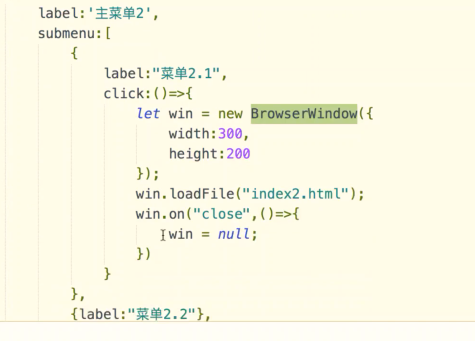 label:'主菜单2',
submenu:[
{
label:"菜单2.1",
click:()=>{
let win = new BrowserWindow({
width:300,
height:200
});
win.loadFile("index2.html");
win.on("close",()=>{
win = null;
})
}
},
{label:"菜单2.2"},